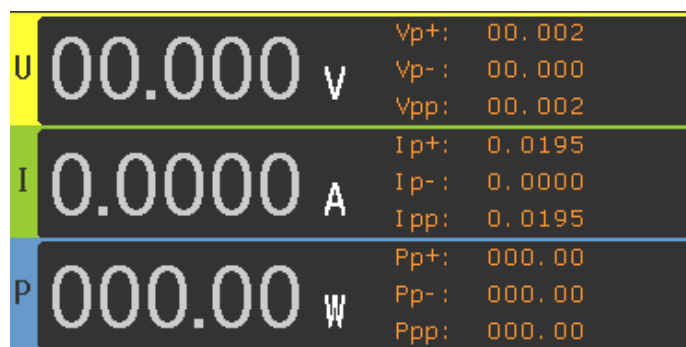 U 00.000 V
Vp+: 00.002
Vp-: 00.000
Vpp: 00.002
I 0.0000 A
Ip+: 0.0195
Ip-: 0.0000
Ipp: 0.0195
P 000.00 W
Pp+: 000.00
Pp-: 000.00
Ppp: 000.00